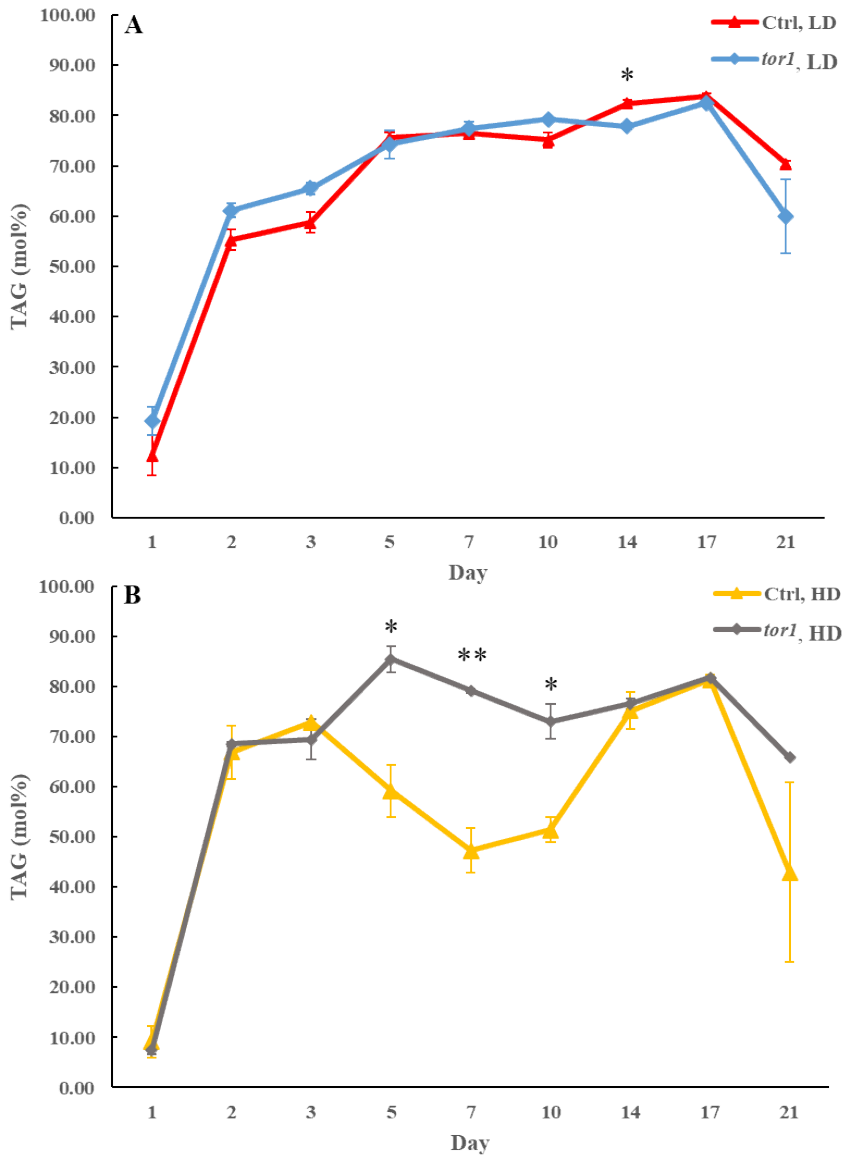 A
Ctrl, LD
tor1, LD
*
100.00
90.00
80.00
70.00
60.00
50.00
40.00
30.00
20.00
10.00
0.00
TAG (mol%)
1 2 3 5 7 10 14 17 21
Day
B
Ctrl, HD
tor1, HD
*
**
*
100.00
90.00
80.00
70.00
60.00
50.00
40.00
30.00
20.00
10.00
0.00
TAG (mol%)
1 2 3 5 7 10 14 17 21
Day